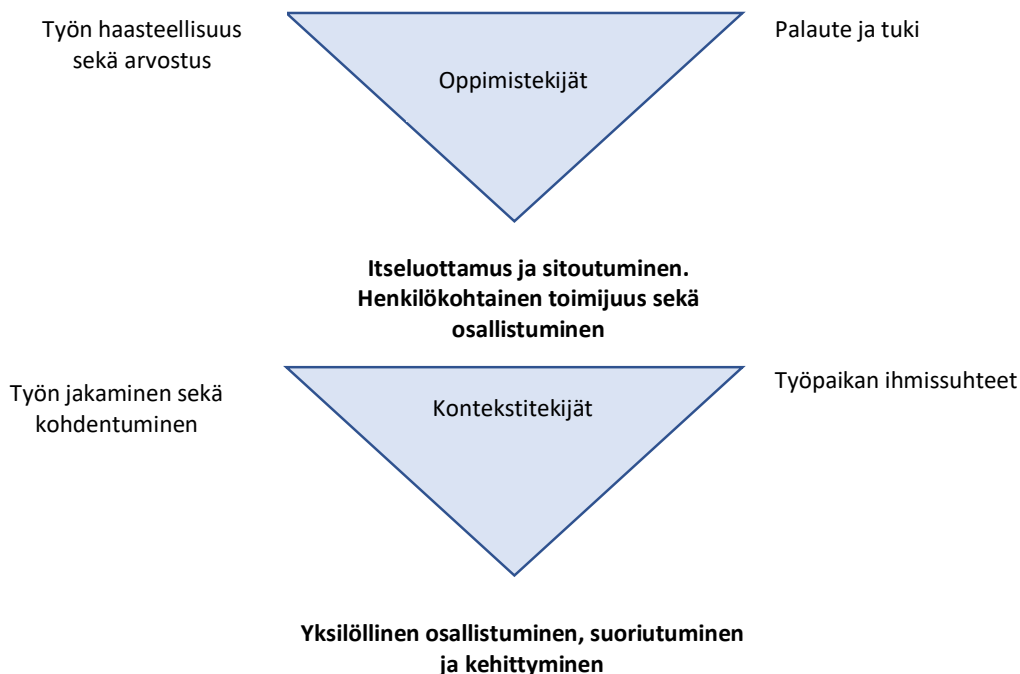 Työn haasteellisuus
sekä arvostus
Palaute ja tuki
Oppimistekijät
Itseluottamus ja sitoutuminen.
Henkilökohtainen toimijuus sekä
osallistuminen
Työn jakaminen sekä
kohdentuminen
Työpaikan ihmissuhteet
Kontekstitekijät
Yksilöllinen osallistuminen, suoriutuminen
ja kehittyminen